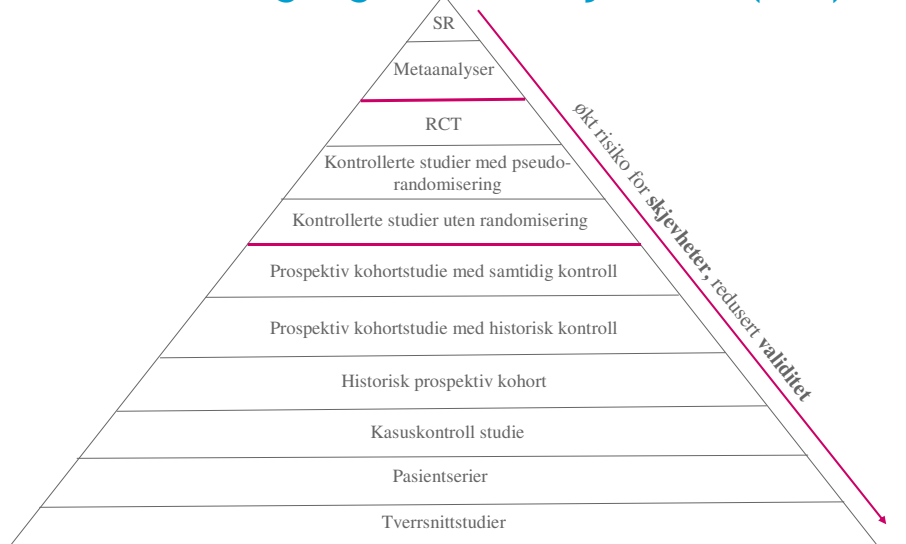 SR
Metaanalyser
RCT
Kontrollerte studier med pseudo-
randomisering
Kontrollerte studier uten randomisering
Prospektiv kohortstudie med samtidig kontroll
Prospektiv kohortstudie med historisk kontroll
Historisk prospektiv kohort
Kasuskontroll studie
Pasientserier
Tverrsnittstudier
økt risiko for skjevheter, redusert validitet